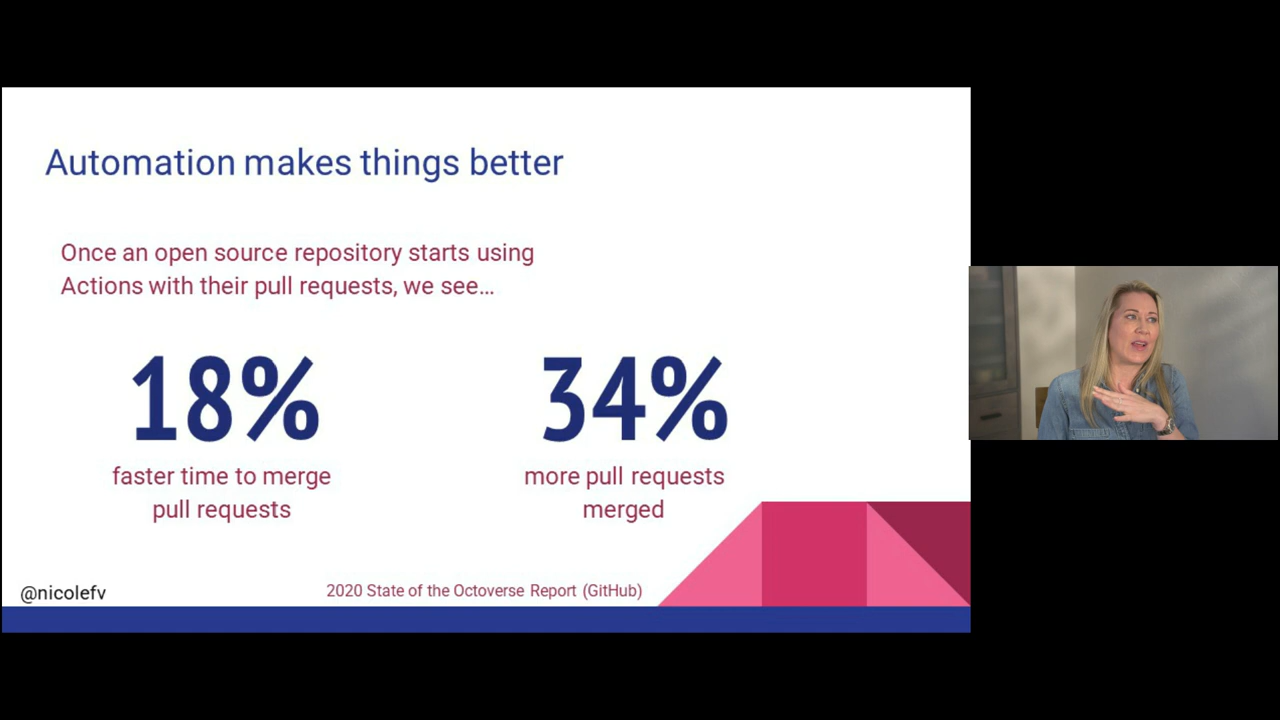 Automation makes things better
Once an open source repository starts using
Actions with their pull requests, we see…
18%
faster time to merge
pull requests
34%
more pull requests
merged
@nicolefv
2020 State of the Octoverse Report (GitHub)